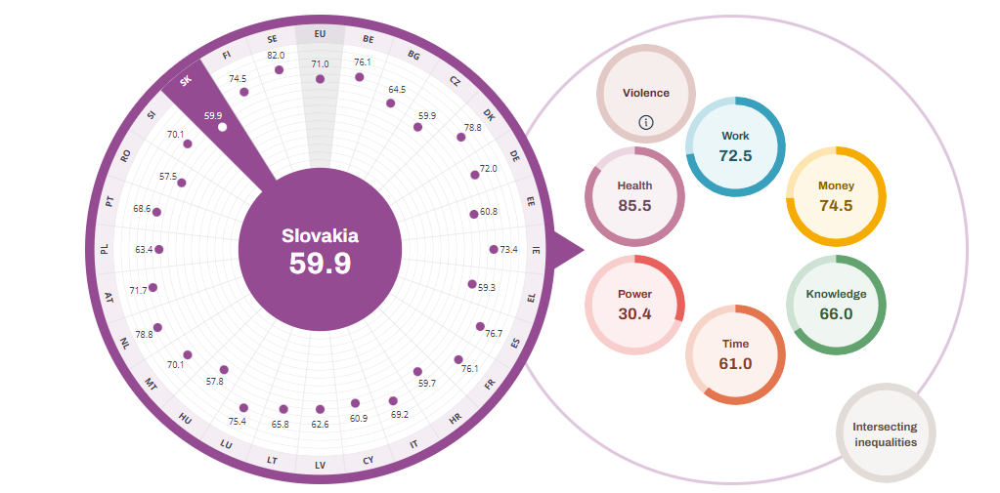 EU
71.0
BE
76.1
BG
64.5
CZ
59.9
DK
78.8
DE
72.0
EE
60.8
IE
73.4
EL
59.3
ES
76.7
FR
76.1
HR
59.7
IT
69.2
CY
60.9
LV
62.6
LT
65.8
LU
75.4
HU
57.8
MT
70.1
NL
78.8
AT
71.7
PL
63.4
PT
68.6
RO
57.5
SI
70.1
SK
59.9
FI
74.5
SE
82.0
Slovakia
59.9
Violence
i
Work
72.5
Health
85.5
Money
74.5
Power
30.4
Knowledge
66.0
Time
61.0
Intersecting
inequalities